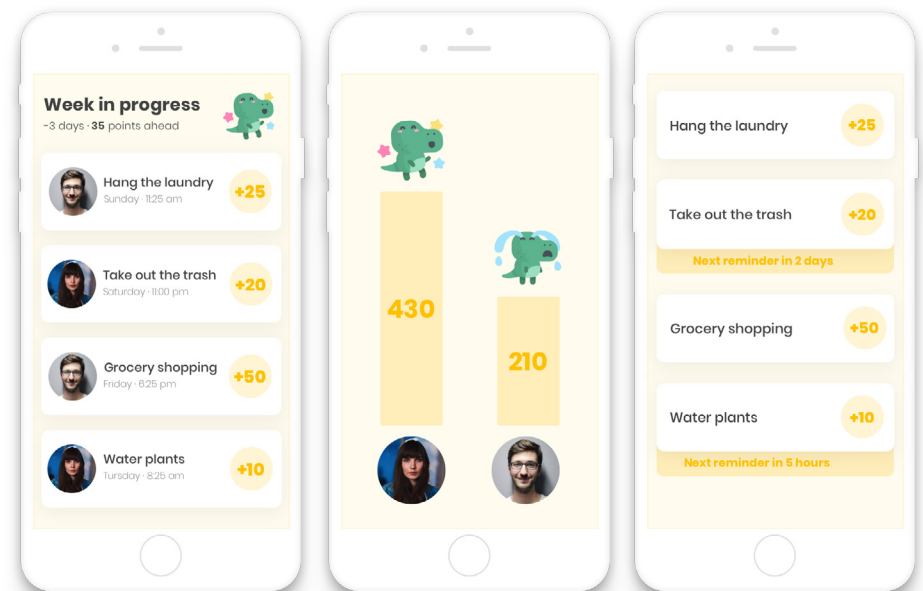 Week in progress
-3 days · 35 points ahead
Hang the laundry
Sunday · 11:25 am
+25
Take out the trash
Saturday · 11:00 pm
+20
Grocery shopping
Friday · 6:25 pm
+50
Water plants
Tursday · 8:25 am
+10
430
210
Hang the laundry
+25
Take out the trash
+20
Next reminder in 2 days
Grocery shopping
+50
Water plants
+10
Next reminder in 5 hours